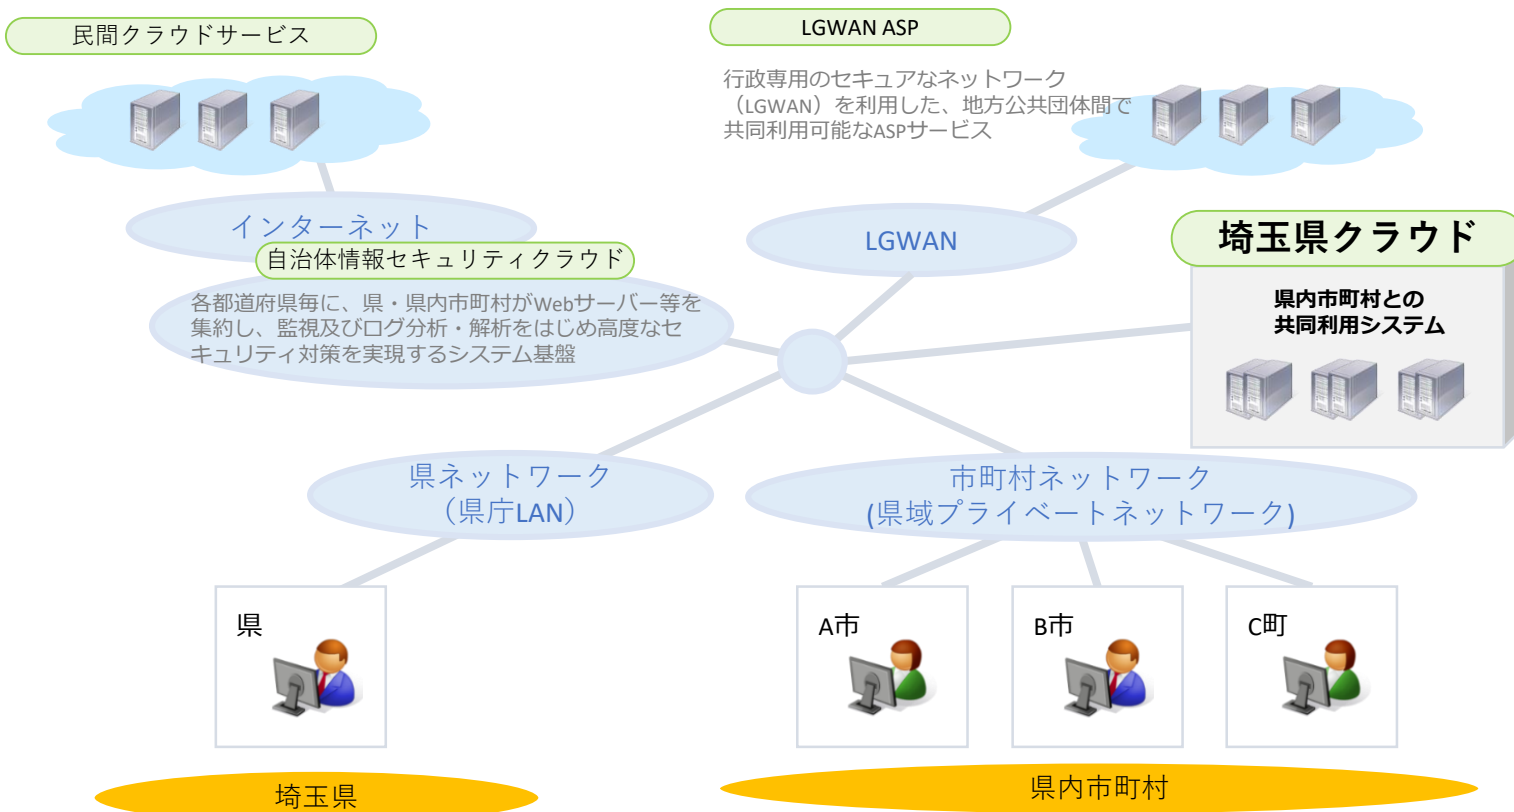 民間クラウドサービス
LGWAN ASP
行政専用のセキュアなネットワーク
（LGWAN）を利用した、地方公共団体間で
共同利用可能なASPサービス
インターネット
LGWAN
埼玉県クラウド
自治体情報セキュリティクラウド
各都道府県毎に、県・県内市町村がWebサーバー等を
集約し、監視及びログ分析・解析をはじめ高度なセ
キュリティ対策を実現するシステム基盤
県内市町村との
共同利用システム
県ネットワーク
（県庁LAN）
市町村ネットワーク
(県域プライベートネットワーク)
県
A市
B市
C町
埼玉県
県内市町村